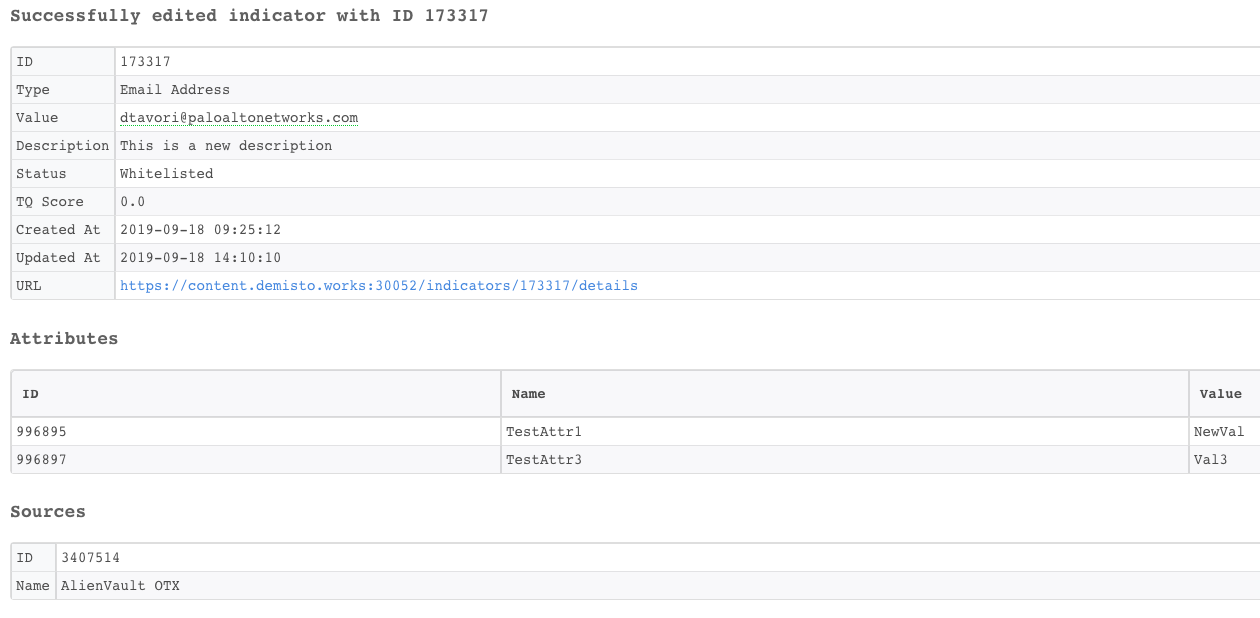 Successfully edited indicator with ID 173317
ID 173317
Type Email Address
Value dtavori@paloaltonetworks.com
Description This is a new description
Status Whitelisted
TQ Score 0.0
Created At 2019-09-18 09:25:12
Updated At 2019-09-18 14:10:10
URL https://content.demisto.works:30052/indicators/173317/details
Attributes
ID Name Value
996895 TestAttr1 NewVal
996897 TestAttr3 Val3
Sources
ID 3407514
Name AlienVault OTX